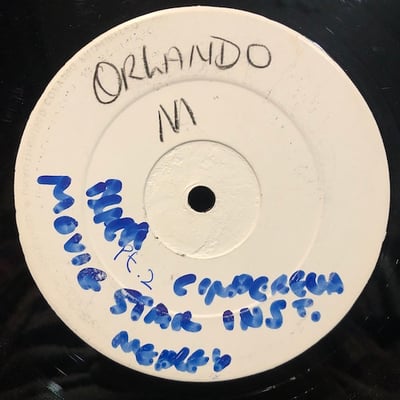 ORLANDO
M
pt. 2
CINDERELLA
MOVIE STAR INST.
MEDLEY